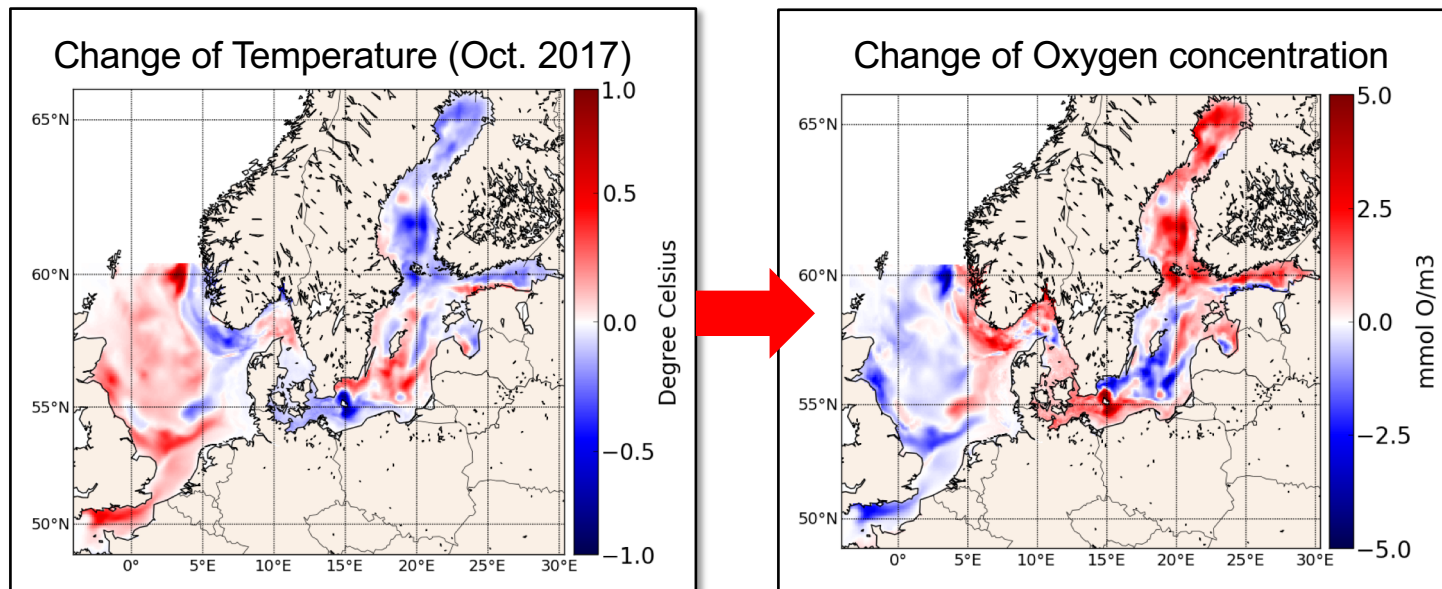 Change of Temperature (Oct. 2017)
65°N
60°N
55°N
50°N
0°
5°E
10°E
15°E
20°E
25°E
30°E
1.0
0.5
0.0
−0.5
−1.0
Degree Celsius
Change of Oxygen concentration
65°N
60°N
55°N
50°N
0°
5°E
10°E
15°E
20°E
25°E
30°E
5.0
2.5
0.0
−2.5
−5.0
mmol O/m3